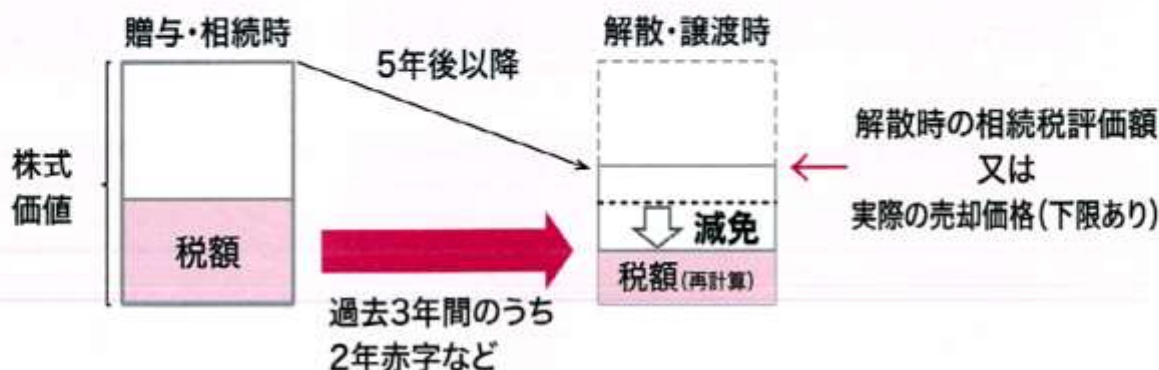 贈与・相続時
解散・譲渡時
5年後以降
株式
価値
解散時の相続税評価額
又は
実際の売却価格(下限あり)
減免
税額
税額(再計算)
過去3年間のうち
2年赤字など